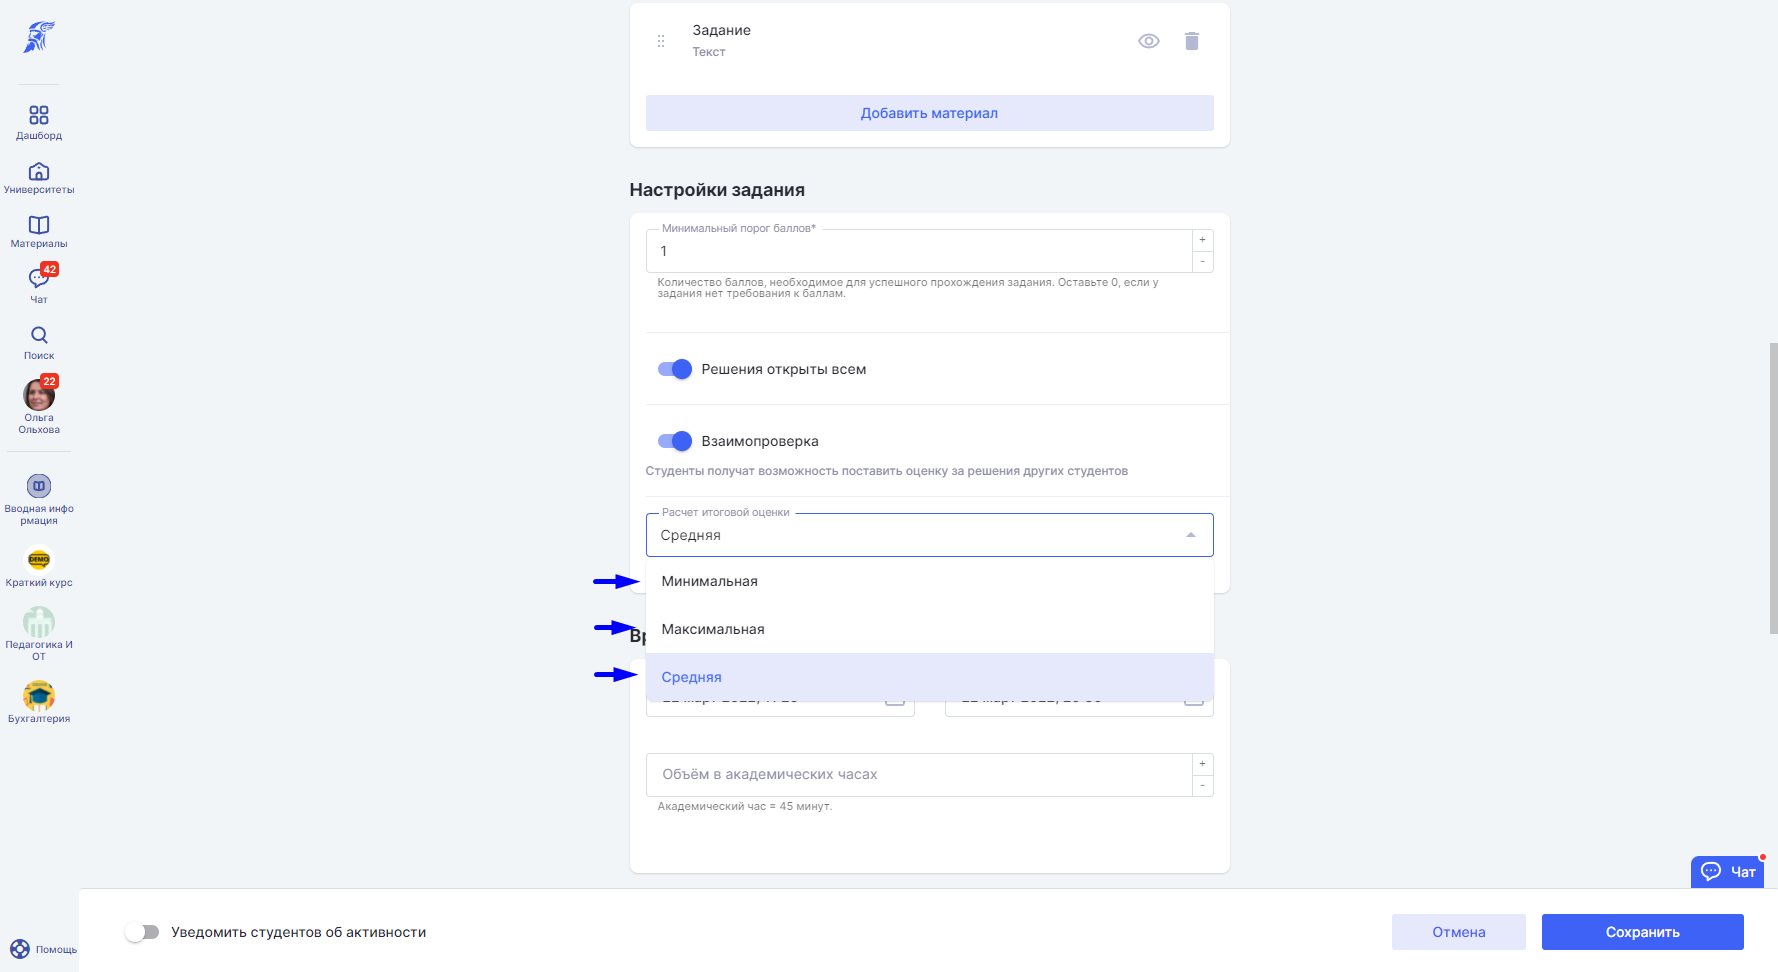 Дашборд
Университеты
Материалы
42
Чат
Поиск
22
Ольга
Ольхова
Вводная инфо
рмация
DEMO
Краткий курс
Педагогика И
ОТ
Бухгалтерия
Помощь
Задание
Текст
Добавить материал
Настройки задания
Минимальный порог баллов*
1
+
-
Количество баллов, необходимое для успешного прохождения задания. Оставьте 0, если у
задания нет требования к баллам.
Решения открыты всем
Взаимопроверка
Студенты получат возможность поставить оценку за решения других студентов
Расчет итоговой оценки
Средняя
Минимальная
Максимальная
Средняя
Объём в академических часах
+
-
Академический час = 45 минут.
Чат
Уведомить студентов об активности
Отмена
Сохранить